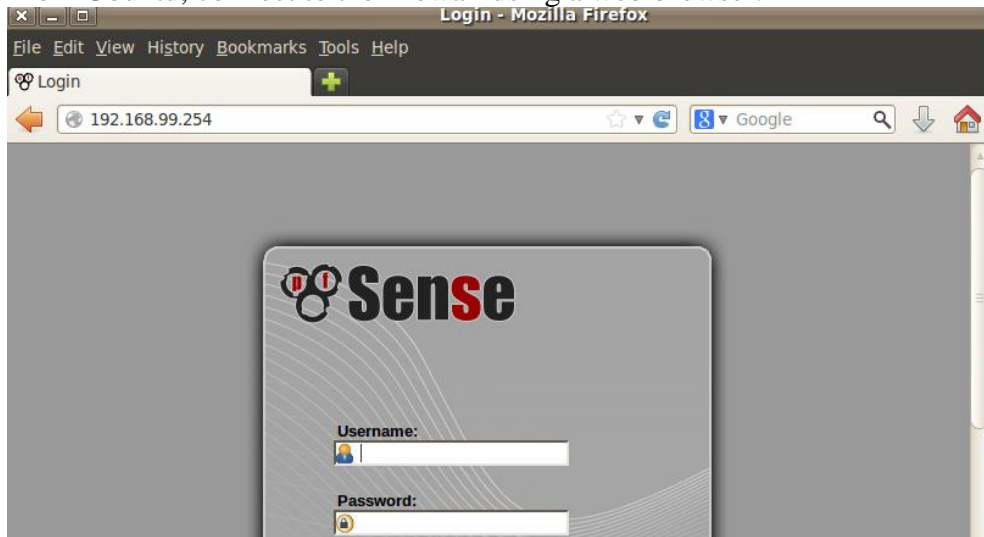 Login - Mozilla Firefox
File Edit View History Bookmarks Tools Help
Login
192.168.99.254 Google
pf Sense
Username:
Password: